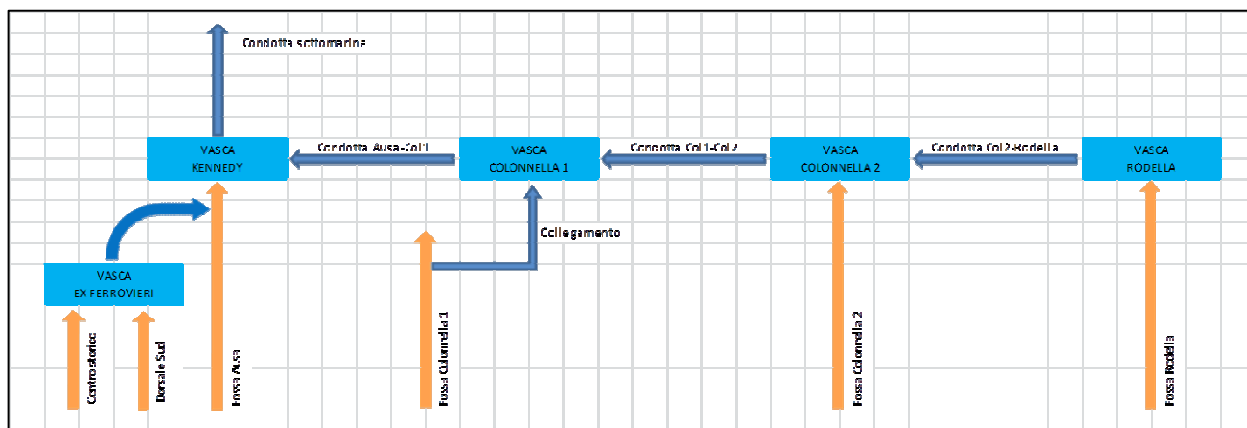 Condotta sottomarina
VASCA
KENNEDY
Condotta Ausa-Col1
VASCA
COLONNELLA 1
Condotta Col1-Col2
VASCA
COLONNELLA 2
Condotta Col2-Rodella
VASCA
RODELLA
Collegamento
VASCA
EX FERROVIERI
Centro storico
Dorsale Sud
Fossa Ausa
Fossa Colonnella 1
Fossa Colonnella 2
Fossa Rodella